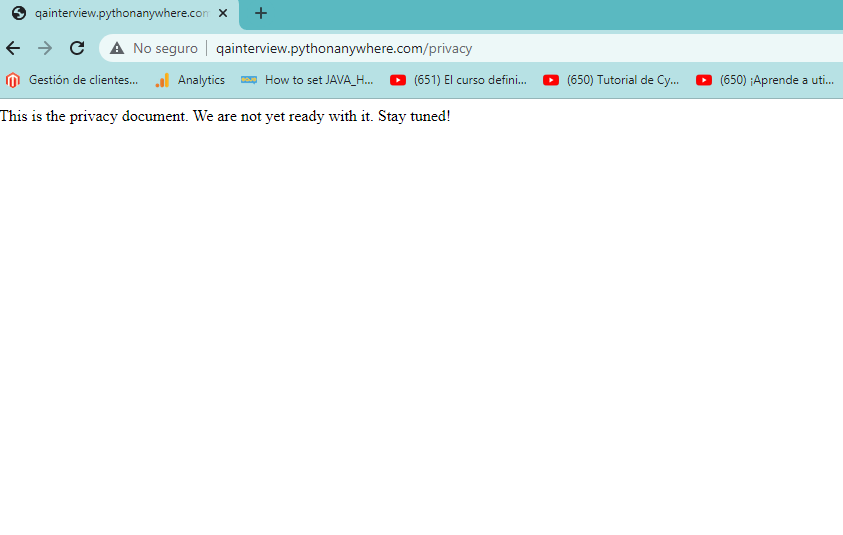 qainterview.pythonanywhere.com
No seguro | qainterview.pythonanywhere.com/privacy
Gestión de clientes... Analytics How to set JAVA_H... (651) El curso defini... (650) Tutorial de Cy... (650) ¡Aprende a uti...
This is the privacy document. We are not yet ready with it. Stay tuned!